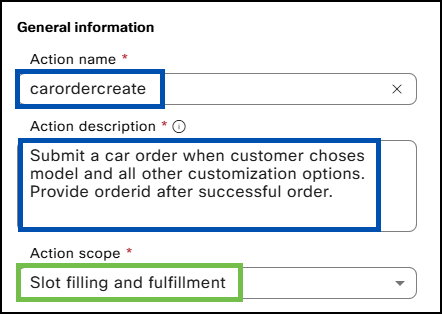 General information
Action name *
carordercreate
Action description *
Submit a car order when customer choses
model and all other customization options.
Provide orderid after successful order.
Action scope *
Slot filling and fulfillment